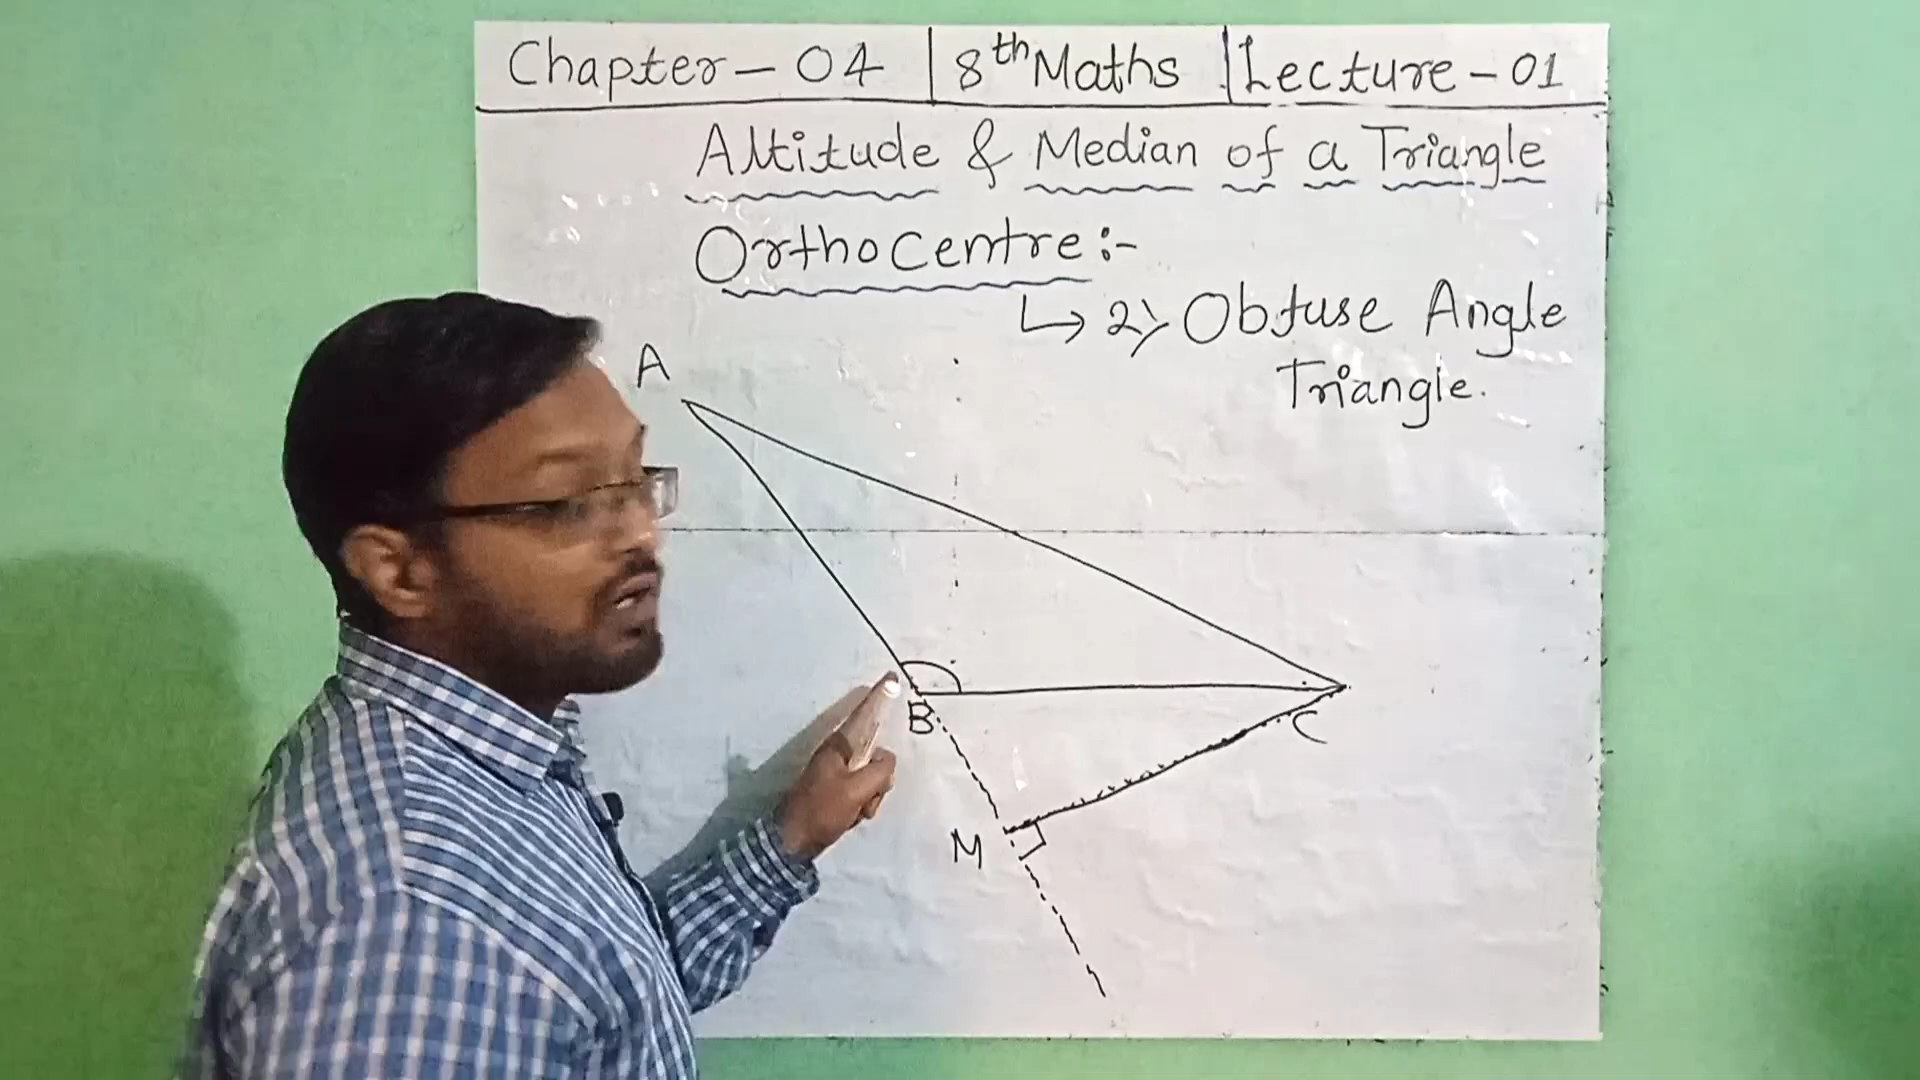 Chapter - 04 | 8th Maths | Lecture - 01
Altitude & Median of a Triangle
Orthocentre :-
↳ 2) Obtuse Angle
Triangle.
A
B
C
M